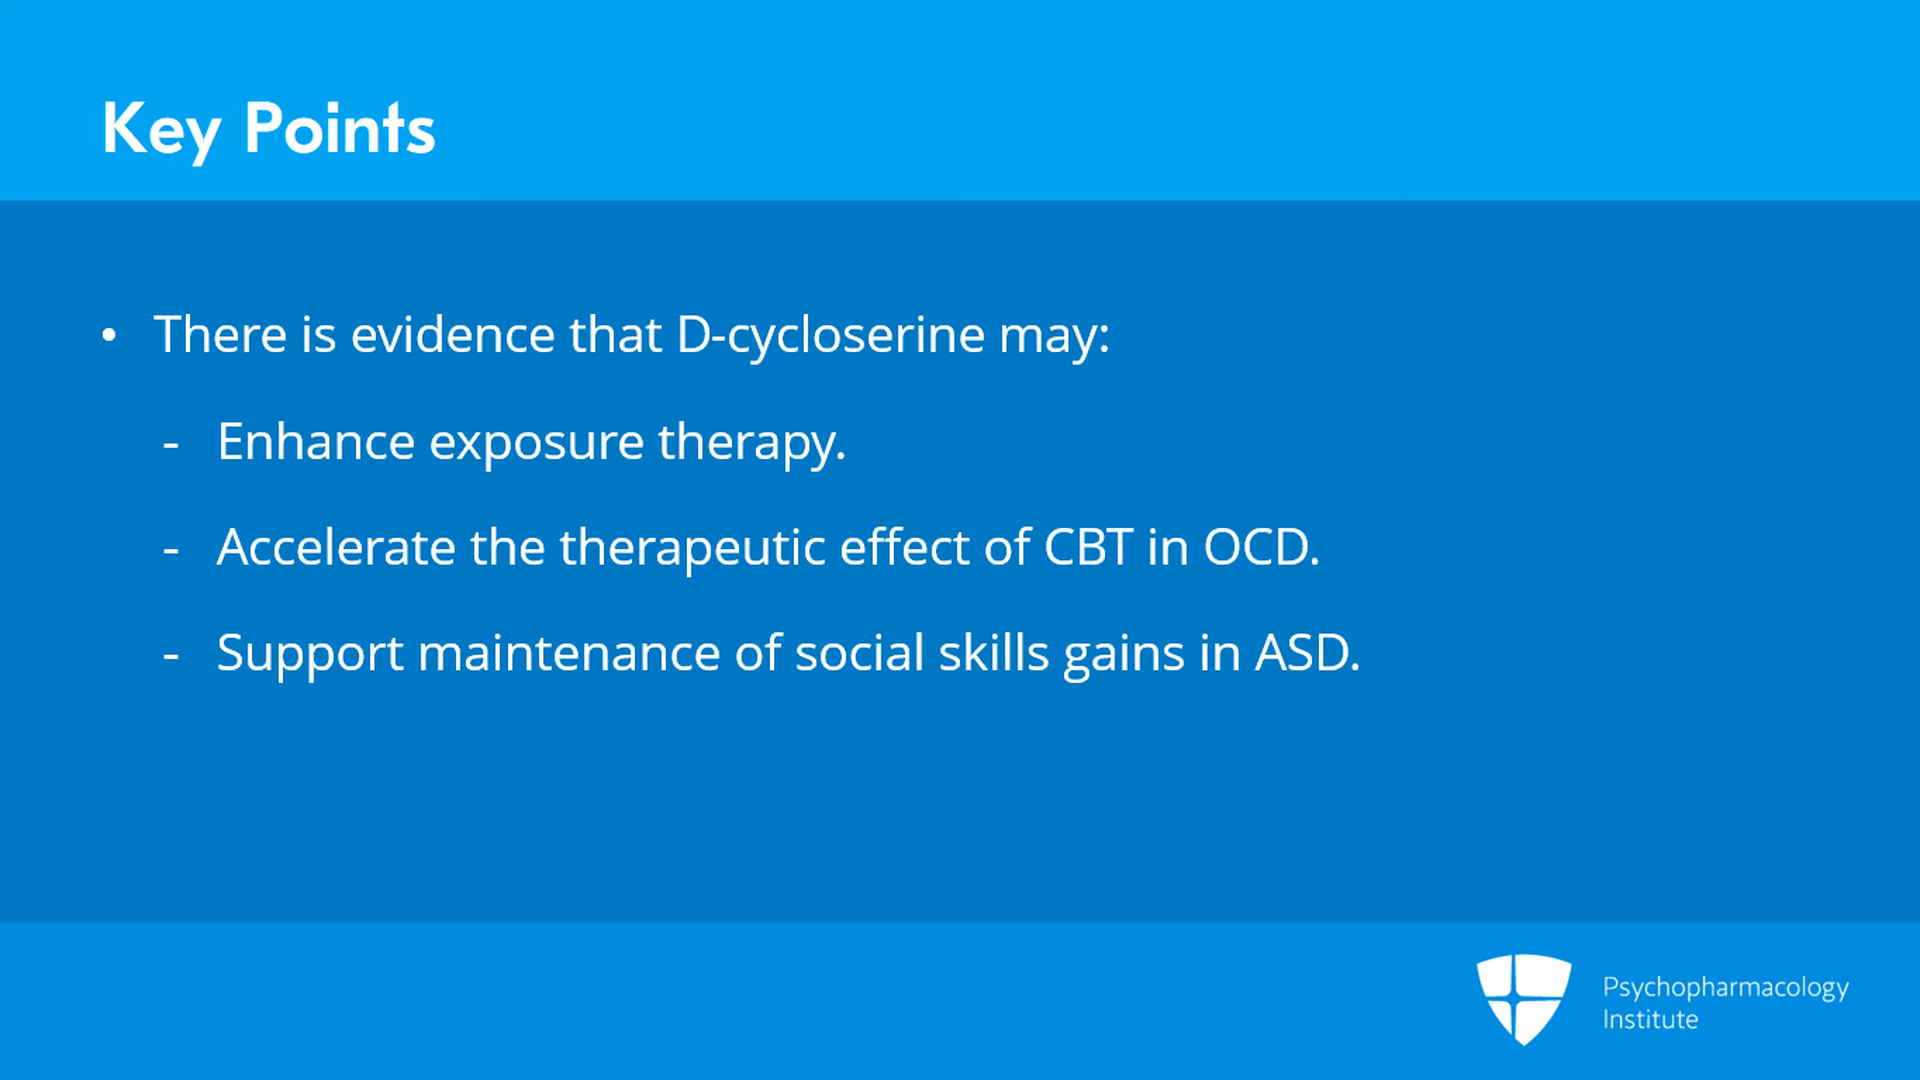 Key Points
• There is evidence that D-cycloserine may:
- Enhance exposure therapy.
- Accelerate the therapeutic effect of CBT in OCD.
- Support maintenance of social skills gains in ASD.
Psychopharmacology
Institute